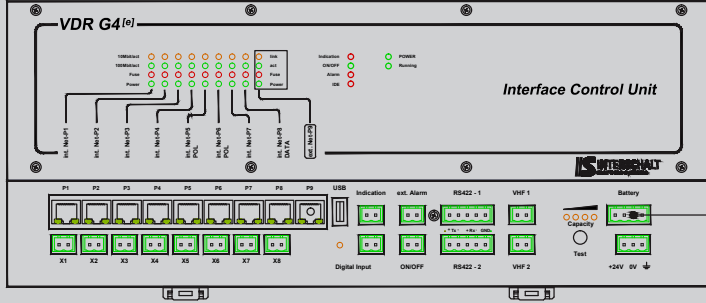 VDR G4[e]
10Mbit/act link
100Mbit/act act
Fuse Fuse
Power Power
Indication
ON/OFF
Alarm
IDE
POWER
Running
Interface Control Unit
int. Net-P1
int. Net-P2
int. Net-P3
int. Net-P4
int. Net-P5
POL
int. Net-P6
POL
int. Net-P7
int. Net-P8
DATA
ext. Net-P9
INTERSCHALT
P1 P2 P3 P4 P5 P6 P7 P8 P9 USB Indication ext. Alarm RS422 - 1 VHF 1 Battery
Capacity
Test
X1 X2 X3 X4 X5 X6 X7 X8 Digital Input ON/OFF RS422 - 2 VHF 2 +24V 0V